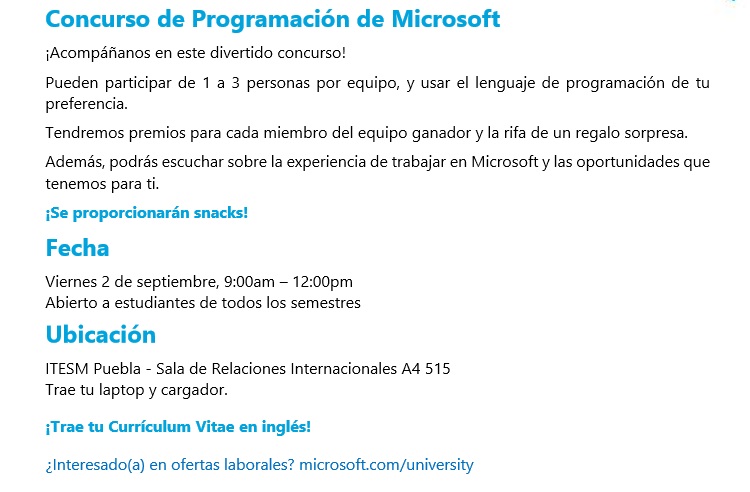 Concurso de Programación de Microsoft
¡Acompáñanos en este divertido concurso!
Pueden participar de 1 a 3 personas por equipo, y usar el lenguaje de programación de tu
preferencia.
Tendremos premios para cada miembro del equipo ganador y la rifa de un regalo sorpresa.
Además, podrás escuchar sobre la experiencia de trabajar en Microsoft y las oportunidades que
tenemos para ti.
¡Se proporcionarán snacks!
Fecha
Viernes 2 de septiembre, 9:00am – 12:00pm
Abierto a estudiantes de todos los semestres
Ubicación
ITESM Puebla - Sala de Relaciones Internacionales A4 515
Trae tu laptop y cargador.
¡Trae tu Currículum Vitae en inglés!
¿Interesado(a) en ofertas laborales? microsoft.com/university